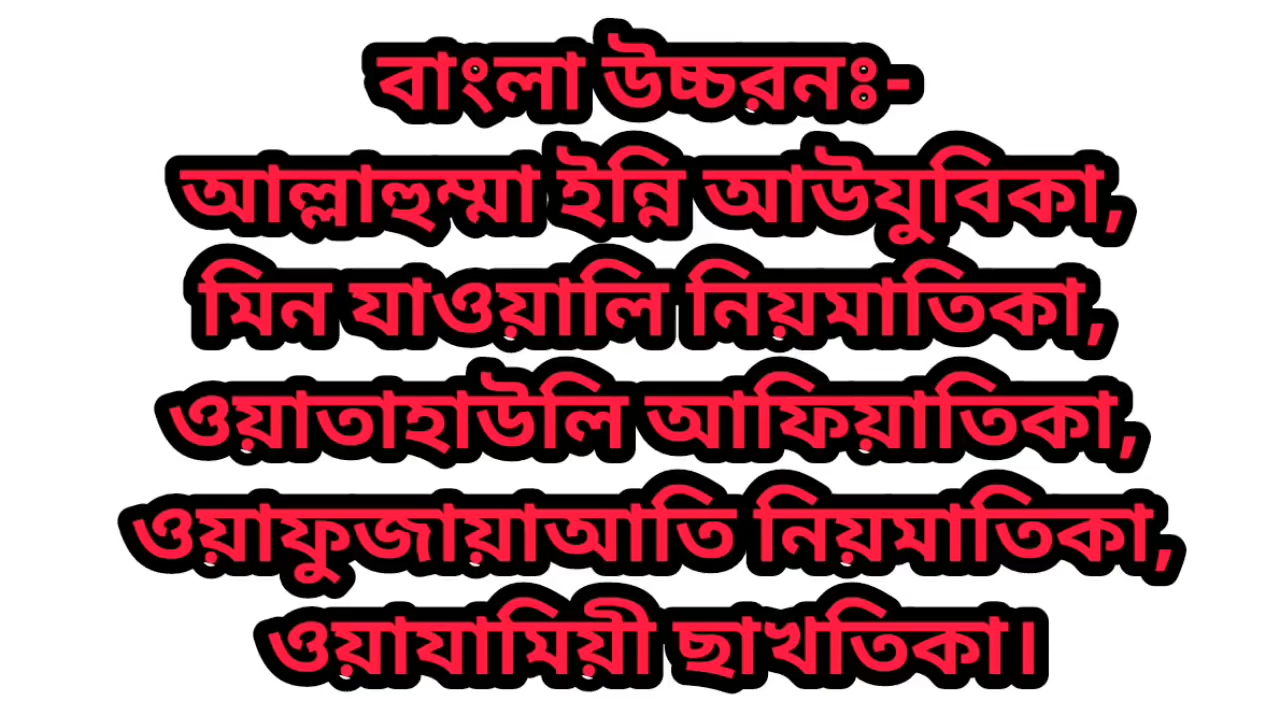 বাংলা উচ্চরনঃ-
আল্লাহুম্মা ইন্নি আউযুবিকা,
মিন যাওয়ালি নিয়মাতিকা,
ওয়াতাহাউলি আফিয়াতিকা,
ওয়াফুজায়াআতি নিয়মাতিকা,
ওয়াযামিয়ী ছাখতিকা।